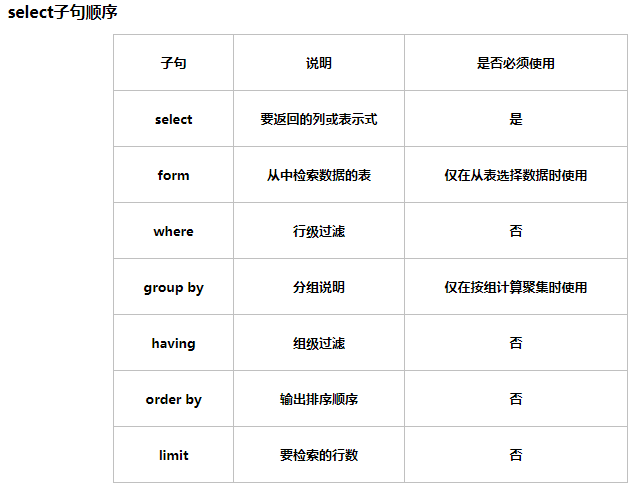 select子句顺序
子句 说明 是否必须使用
select 要返回的列或表示式 是
form 从中检索数据的表 仅在从表选择数据时使用
where 行级过滤 否
group by 分组说明 仅在按组计算聚集时使用
having 组级过滤 否
order by 输出排序顺序 否
limit 要检索的行数 否